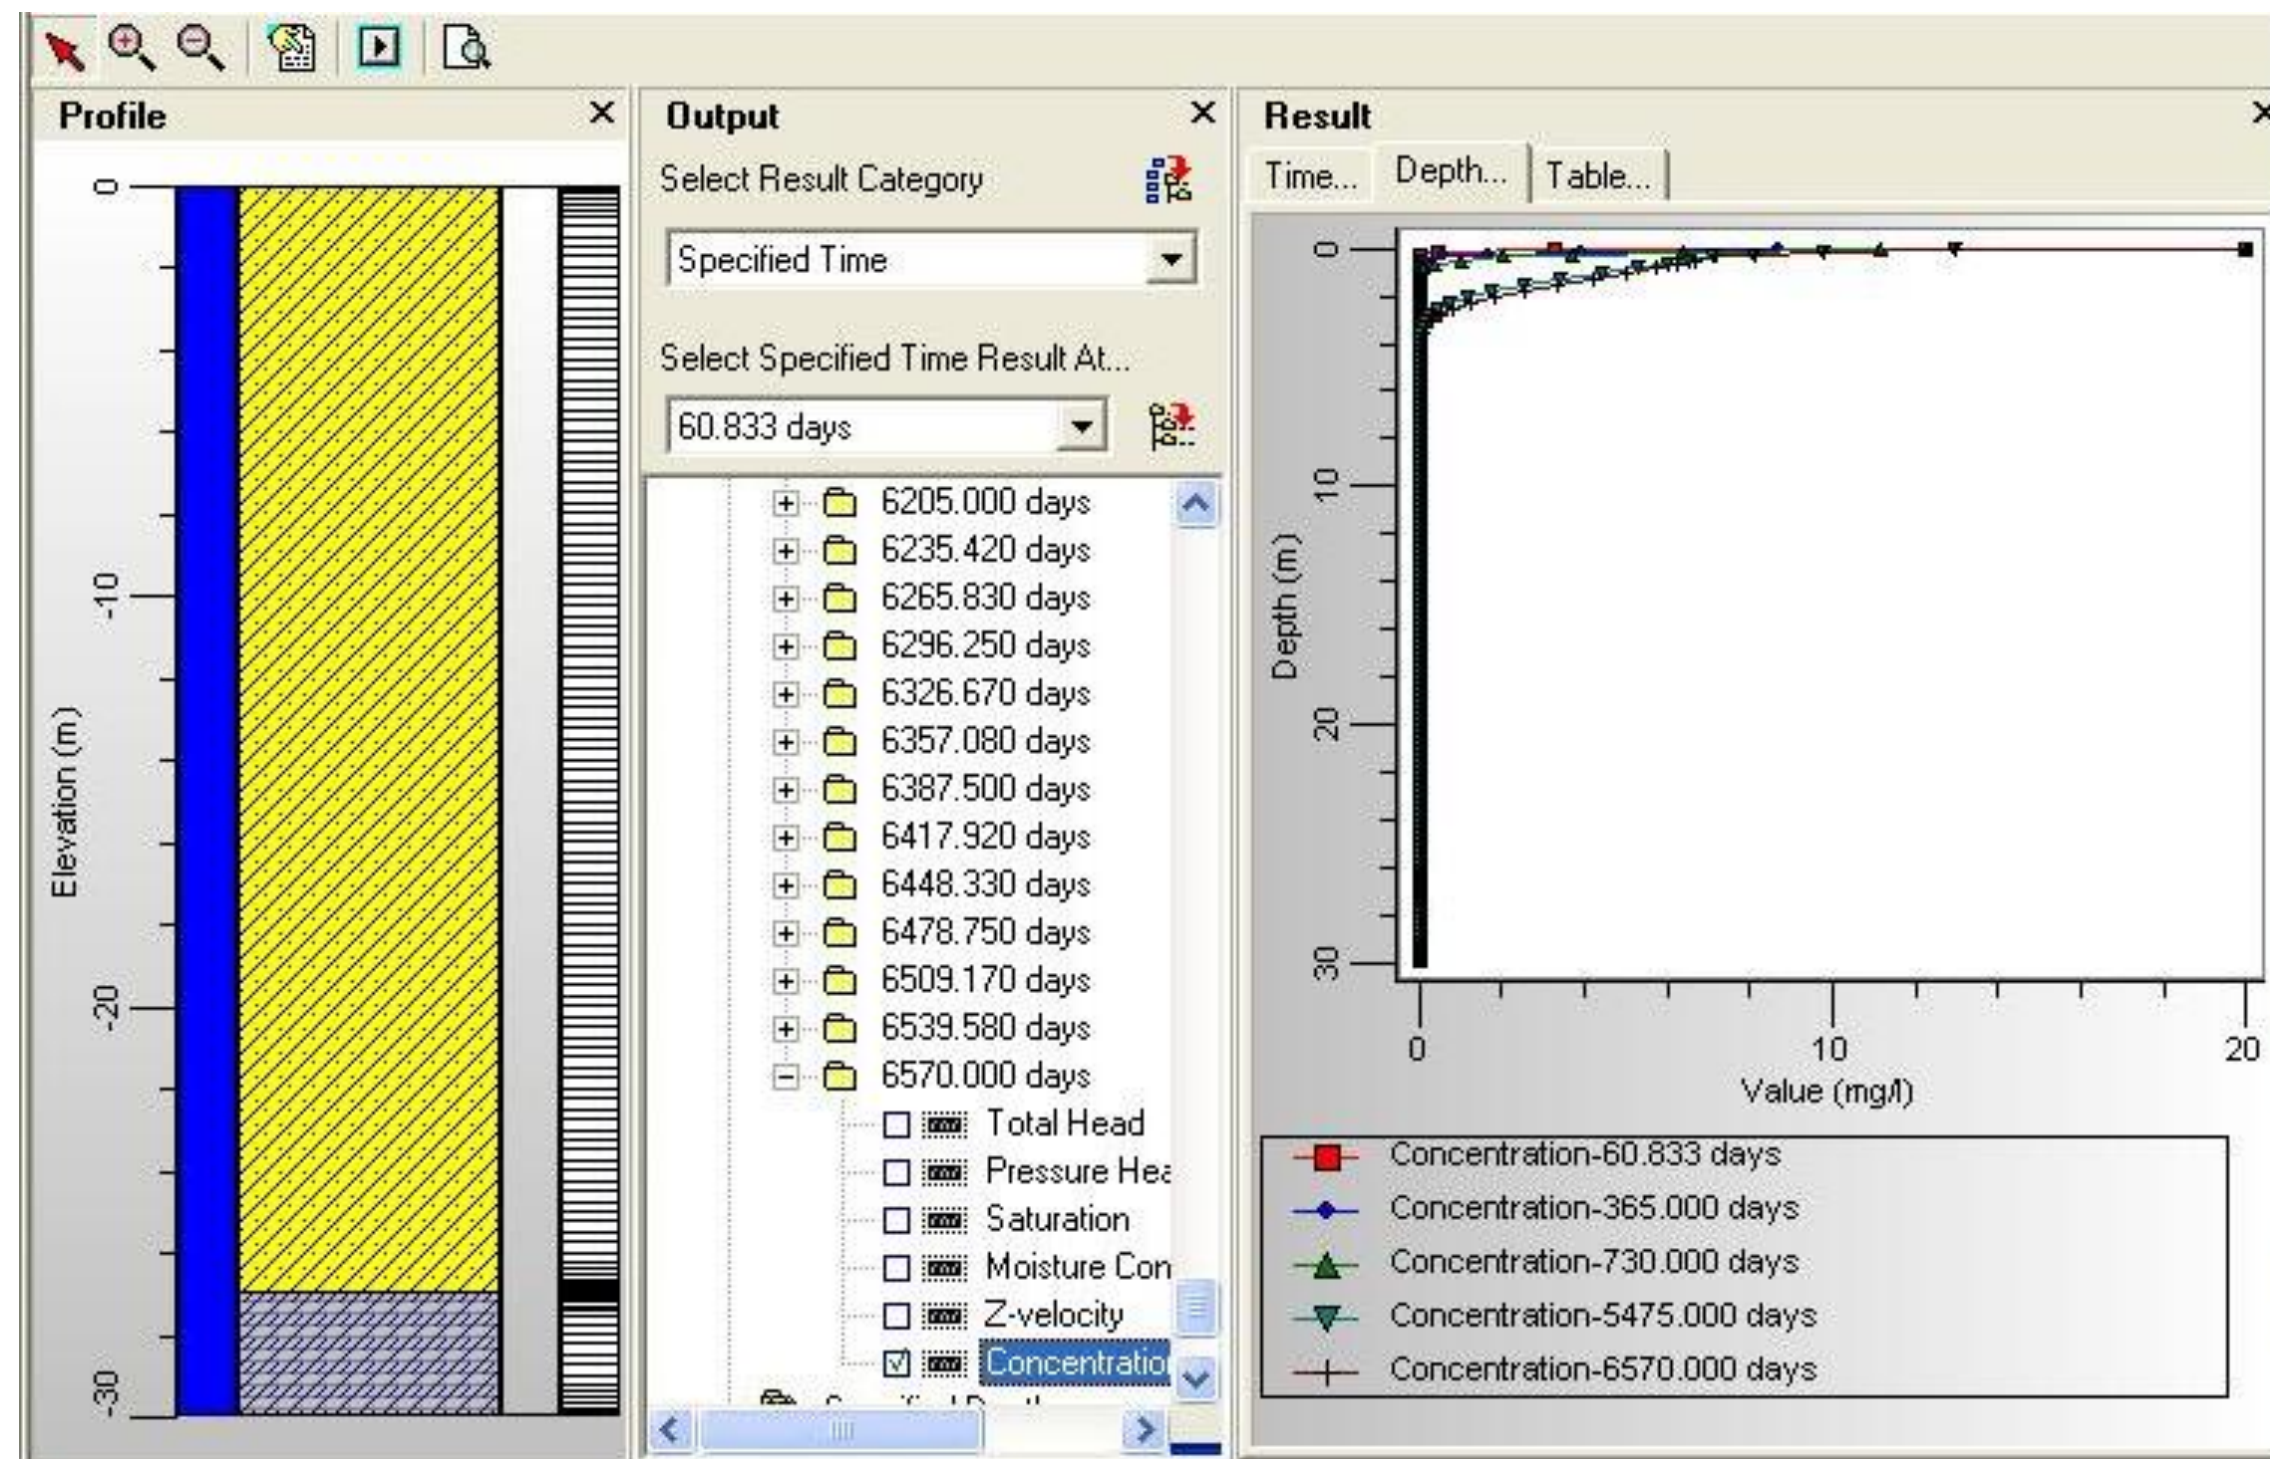 Profile
0
-10
-20
-30
Elevation (m)
Output
Select Result Category
Specified Time
Select Specified Time Result At...
60.833 days
6205.000 days
6235.420 days
6265.830 days
6296.250 days
6326.670 days
6357.080 days
6387.500 days
6417.920 days
6448.330 days
6478.750 days
6509.170 days
6539.580 days
6570.000 days
Total Head
Pressure Hea
Saturation
Moisture Con
Z-velocity
Concentratio
Result
Time...
Depth...
Table...
0
10
20
30
Depth (m)
0
10
20
Value (mg/l)
Concentration-60.833 days
Concentration-365.000 days
Concentration-730.000 days
Concentration-5475.000 days
Concentration-6570.000 days